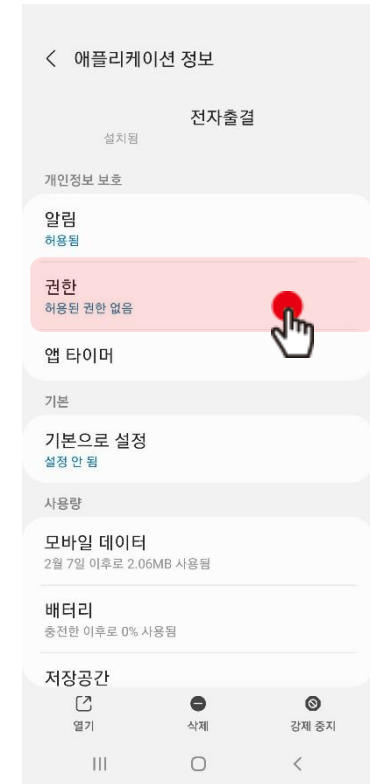 애플리케이션 정보
전자출결
설치됨
개인정보 보호
알림
허용됨
권한
허용된 권한 없음
앱 타이머
기본
기본으로 설정
설정 안 됨
사용량
모바일 데이터
2월 7일 이후로 2.06MB 사용됨
배터리
충전한 이후로 0% 사용됨
저장공간
열기 삭제 강제 중지